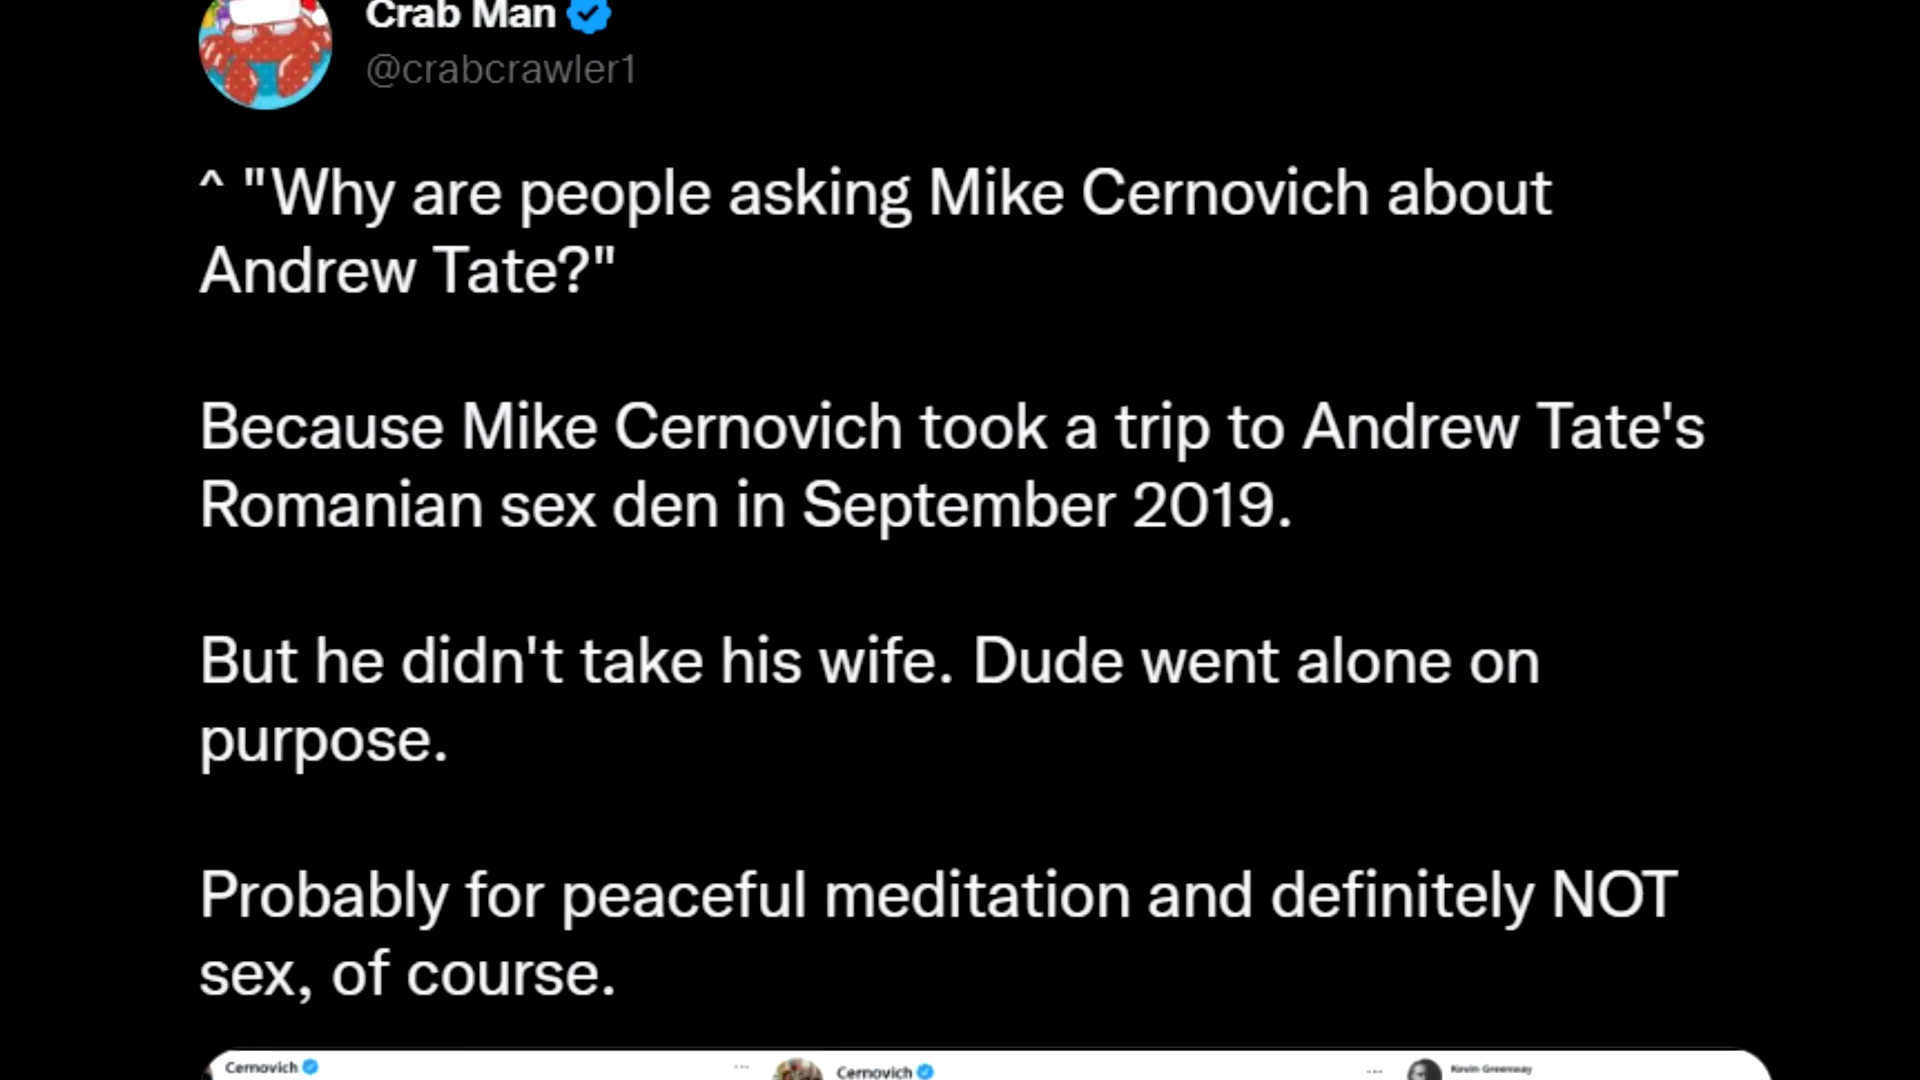 Crab Man
@crabcrawler1
^ "Why are people asking Mike Cernovich about
Andrew Tate?"
Because Mike Cernovich took a trip to Andrew Tate's
Romanian sex den in September 2019.
But he didn't take his wife. Dude went alone on
purpose.
Probably for peaceful meditation and definitely NOT
sex, of course.
Cernovich
Cernovich
Kevin Greenway